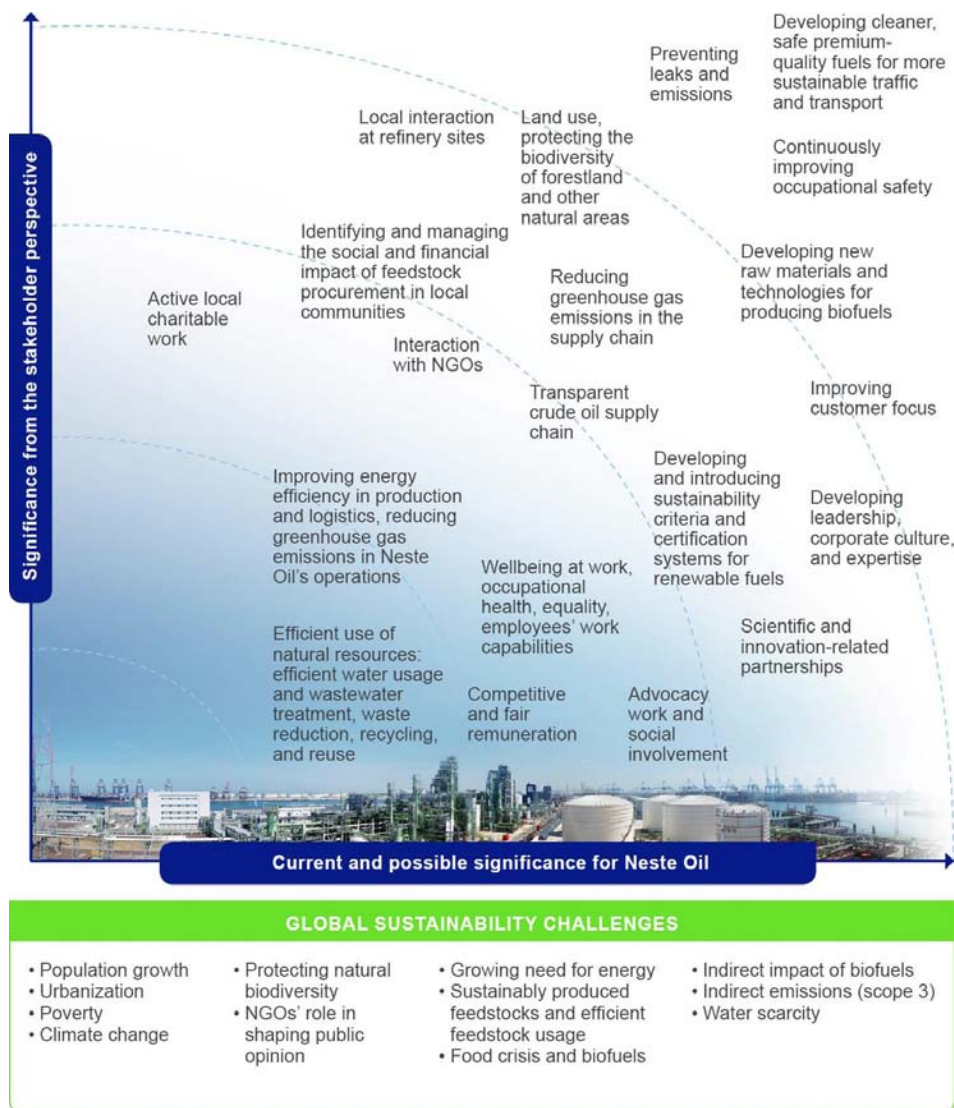 Developing cleaner,
safe premium-
quality fuels for more
sustainable traffic
and transport
Preventing
leaks and
emissions
Local interaction
at refinery sites
Land use,
protecting the
biodiversity
of forestland
and other
natural areas
Continuously
improving
occupational safety
Significance from the stakeholder perspective
Identifying and managing
the social and financial
impact of feedstock
procurement in local
communities
Developing new
raw materials and
technologies for
producing biofuels
Reducing
greenhouse gas
emissions in the
supply chain
Active local
charitable
work
Interaction
with NGOs
Transparent
crude oil supply
chain
Improving
customer focus
Developing
and introducing
sustainability
criteria and
certification
systems for
renewable fuels
Improving energy
efficiency in production
and logistics, reducing
greenhouse gas
emissions in Neste
Oil's operations
Developing
leadership,
corporate culture,
and expertise
Wellbeing at work,
occupational
health, equality,
employees' work
capabilities
Efficient use of
natural resources:
efficient water usage
and wastewater
treatment, waste
reduction, recycling,
and reuse
Scientific and
innovation-related
partnerships
Competitive
and fair
remuneration
Advocacy
work and
social
involvement
Current and possible significance for Neste Oil
GLOBAL SUSTAINABILITY CHALLENGES
• Population growth
• Urbanization
• Poverty
• Climate change
• Protecting natural
biodiversity
• NGOs' role in
shaping public
opinion
• Growing need for energy
• Sustainably produced
feedstocks and efficient
feedstock usage
• Food crisis and biofuels
• Indirect impact of biofuels
• Indirect emissions (scope 3)
• Water scarcity